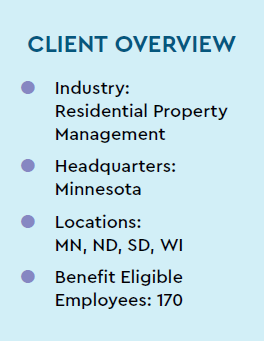 CLIENT OVERVIEW
Industry:
Residential Property
Management
Headquarters:
Minnesota
Locations:
MN, ND, SD, WI
Benefit Eligible
Employees: 170